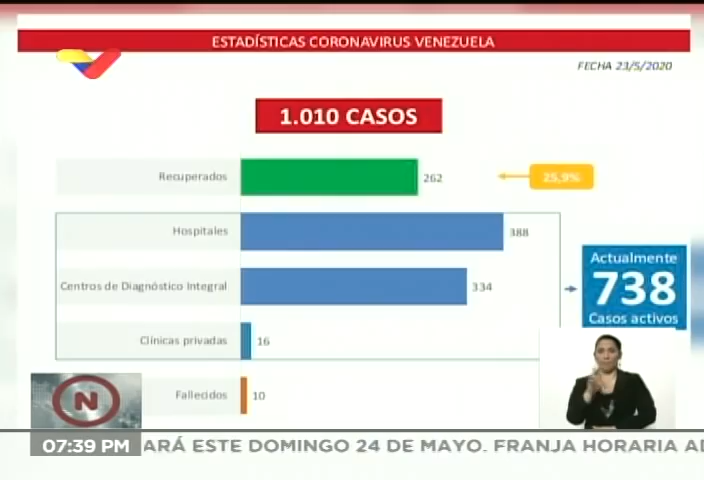 ESTADÍSTICAS CORONAVIRUS VENEZUELA
FECHA 23/5/2020
1.010 CASOS
Recuperados 262 25,9%
Hospitales 388
Centros de Diagnóstico Integral 334
Clínicas privadas 16
Fallecidos 10
Actualmente
738
Casos activos
N
07:39 PM ARÁ ESTE DOMINGO 24 DE MAYO. FRANJA HORARIA AD